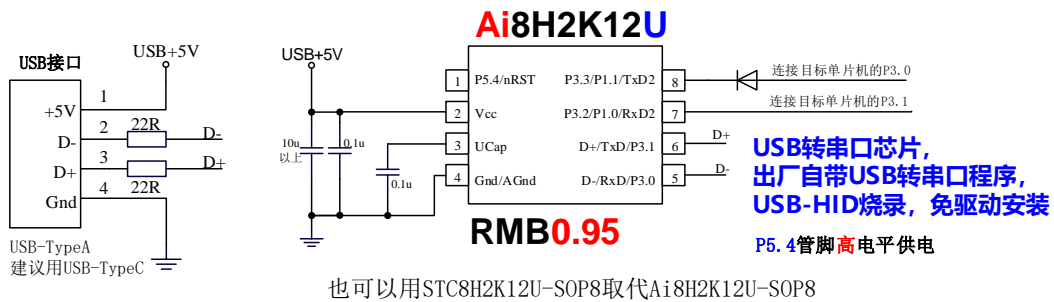 Ai8H2K12U
USB接口
USB+5V
+5V
1
D-
2
22R
D-
D+
3
22R
D+
Gnd
4
USB-TypeA
建议用USB-TypeC
USB+5V
10u
以上
0.1u
0.1u
1
P5.4/nRST
2
Vcc
3
UCap
4
Gnd/AGnd
P3.3/P1.1/TxD2
8
P3.2/P1.0/RxD2
7
D+/TxD/P3.1
6
D-/RxD/P3.0
5
连接目标单片机的P3.0
连接目标单片机的P3.1
D+
D-
RMB0.95
USB转串口芯片，
出厂自带USB转串口程序，
USB-HID烧录，免驱动安装
P5.4管脚高电平供电
也可以用STC8H2K12U-SOP8取代Ai8H2K12U-SOP8